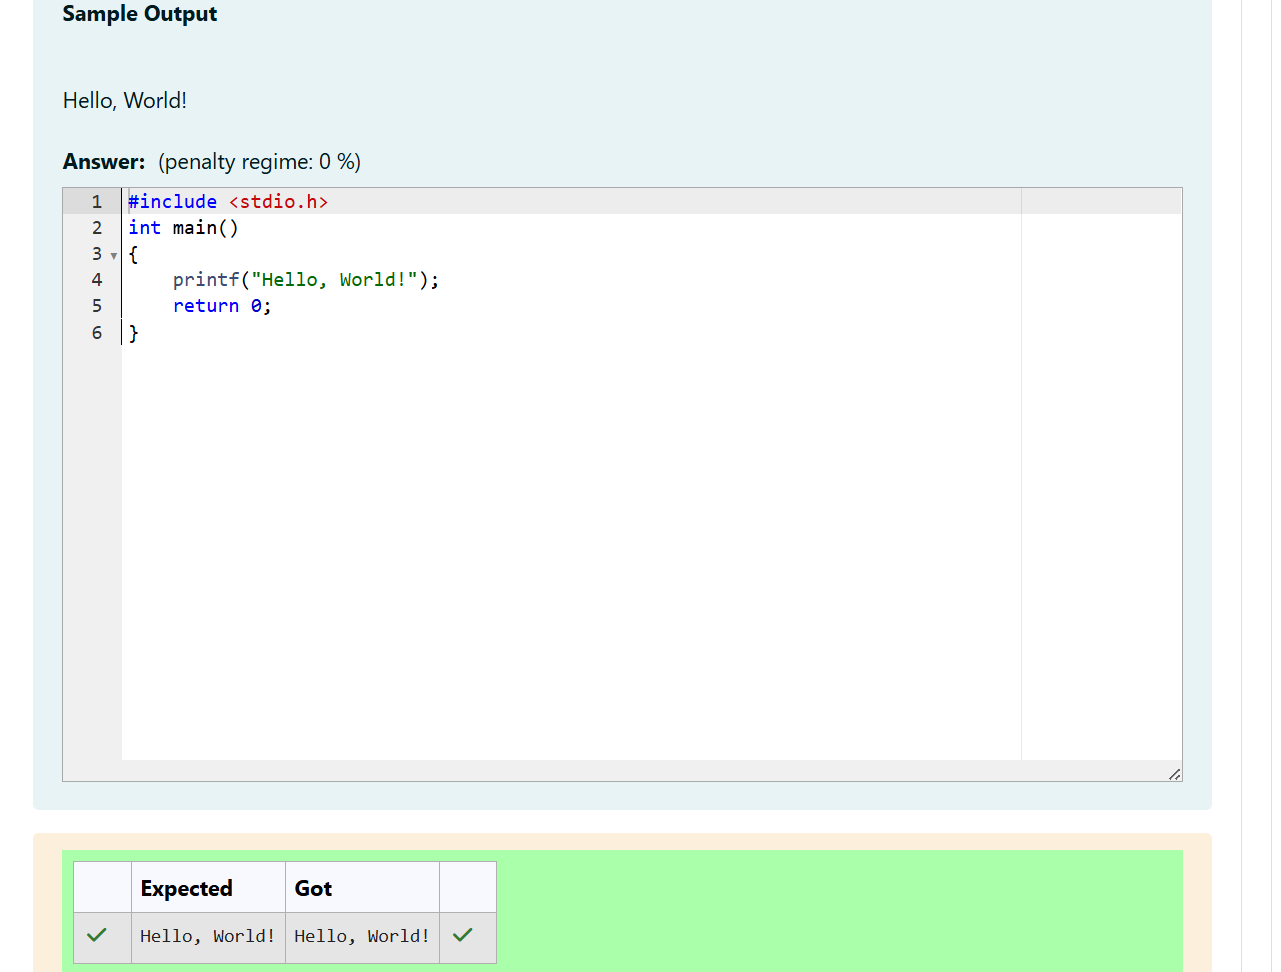 Sample Output
Hello, World!
Answer: (penalty regime: 0 %)
1 #include <stdio.h>
2 int main()
3 {
4     printf("Hello, World!");
5     return 0;
6 }
Expected Got
Hello, World! Hello, World!